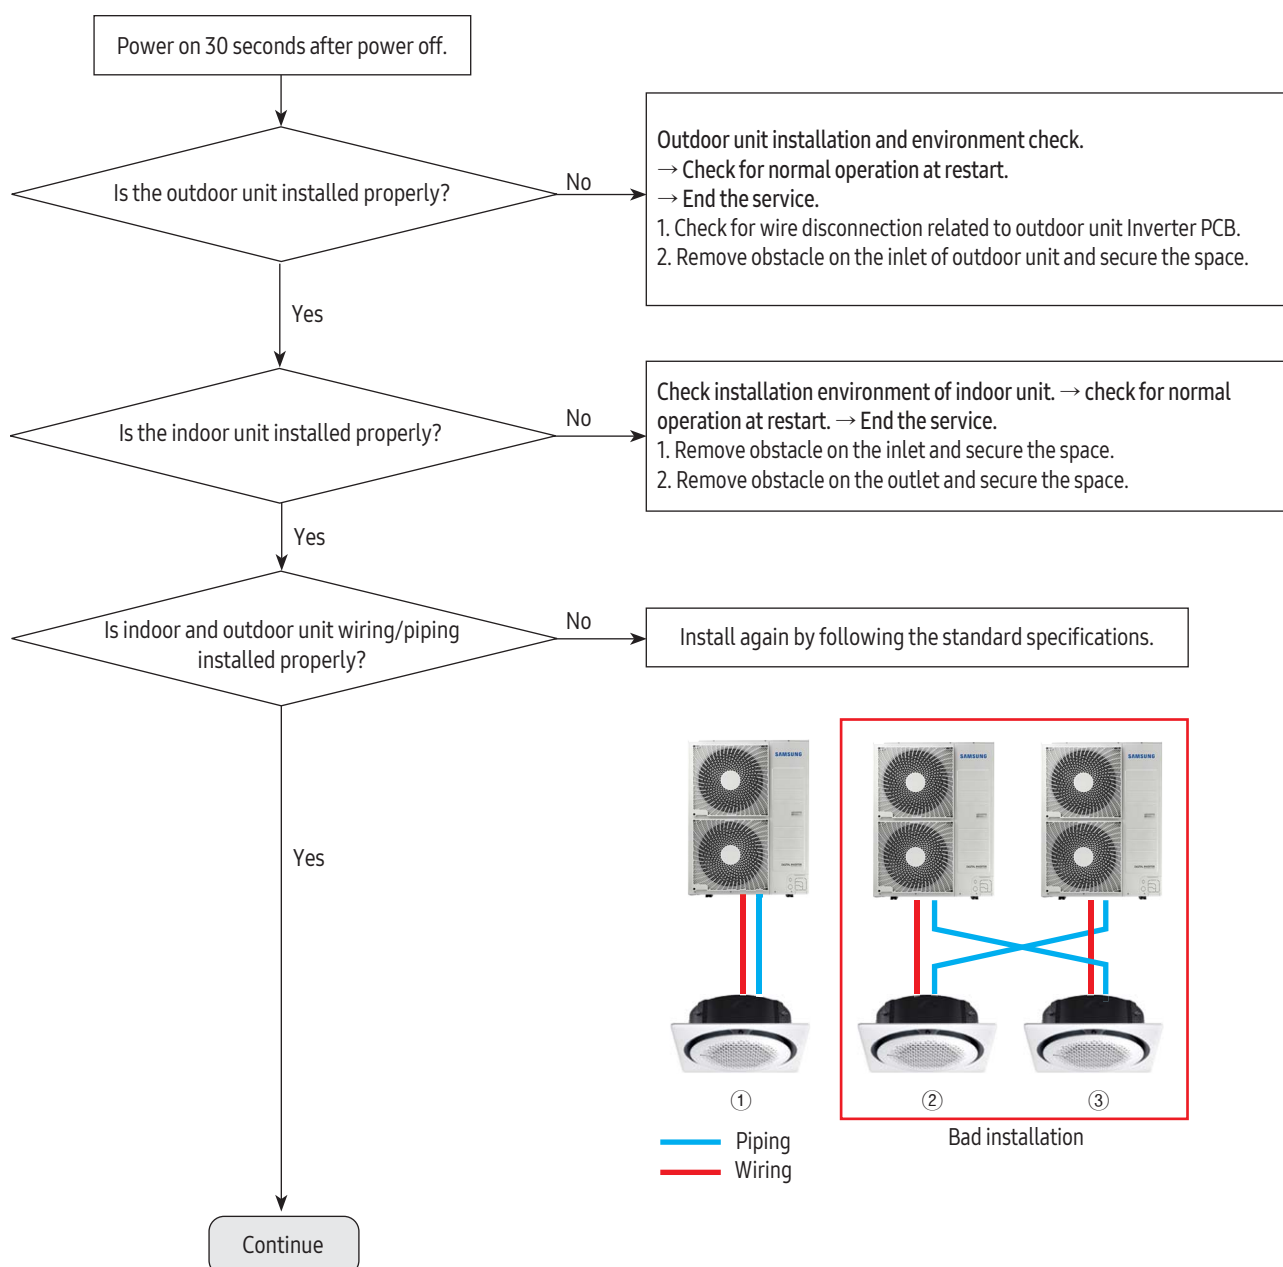 Power on 30 seconds after power off.
Is the outdoor unit installed properly?
No
Outdoor unit installation and environment check.
→ Check for normal operation at restart.
→ End the service.
1. Check for wire disconnection related to outdoor unit Inverter PCB.
2. Remove obstacle on the inlet of outdoor unit and secure the space.
Yes
Is the indoor unit installed properly?
No
Check installation environment of indoor unit. → check for normal
operation at restart. → End the service.
1. Remove obstacle on the inlet and secure the space.
2. Remove obstacle on the outlet and secure the space.
Yes
Is indoor and outdoor unit wiring/piping
installed properly?
No
Install again by following the standard specifications.
SAMSUNG
SAMSUNG
SAMSUNG
Yes
①
②
③
Piping
Wiring
Bad installation
Continue